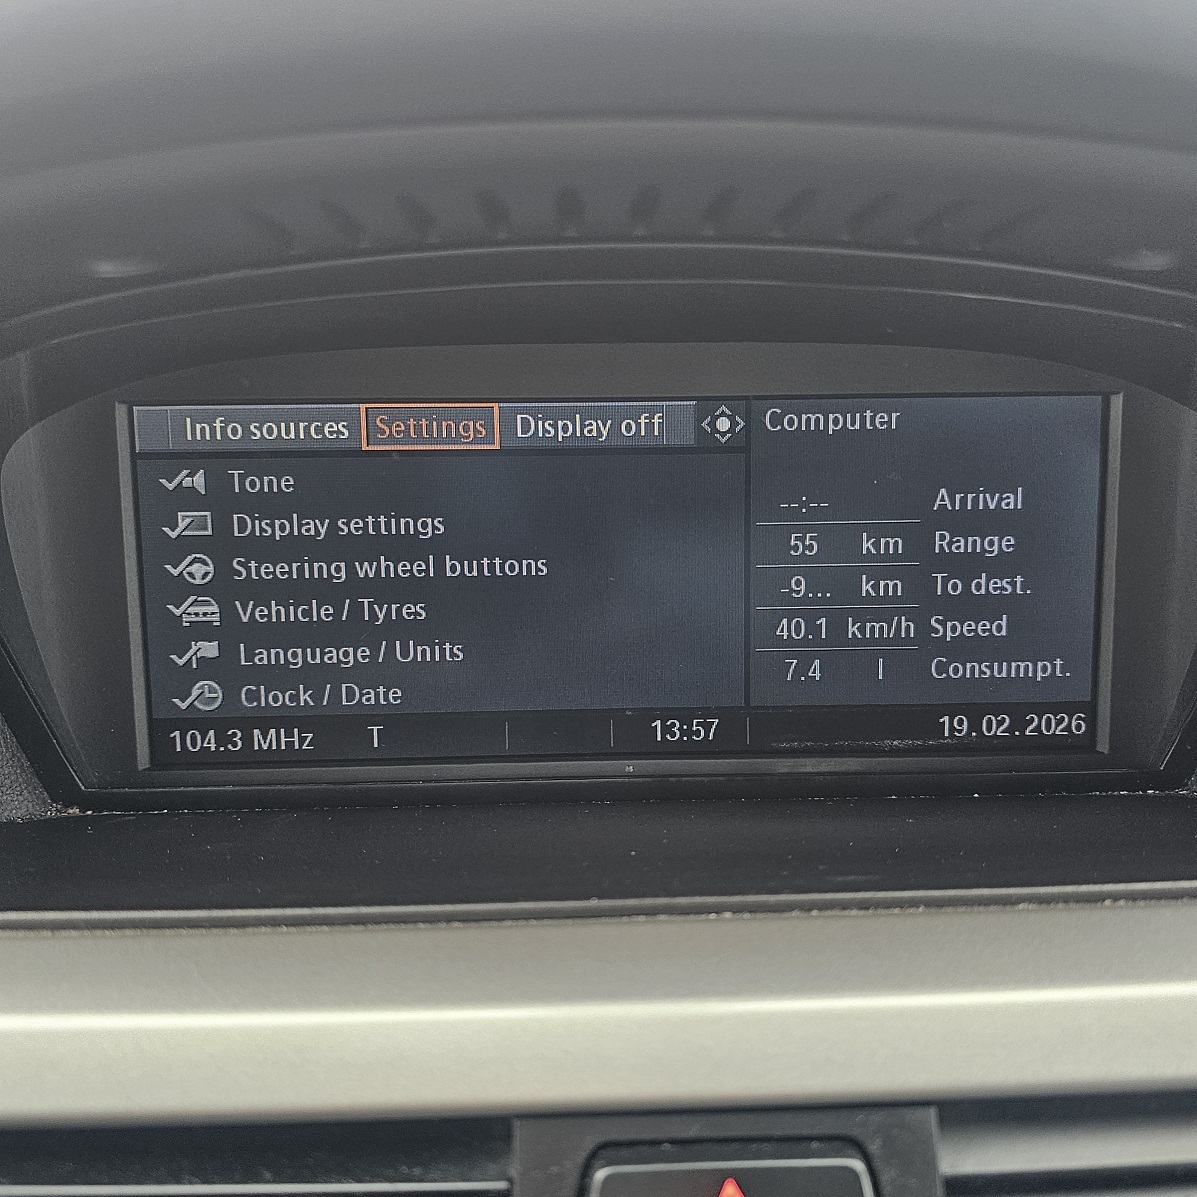 Info sources Settings Display off
Tone
Display settings
Steering wheel buttons
Vehicle / Tyres
Language / Units
Clock / Date
Computer
--:-- Arrival
55 km Range
-9... km To dest.
40.1 km/h Speed
7.4 l Consumpt.
104.3 MHz T 13:57 19.02.2026